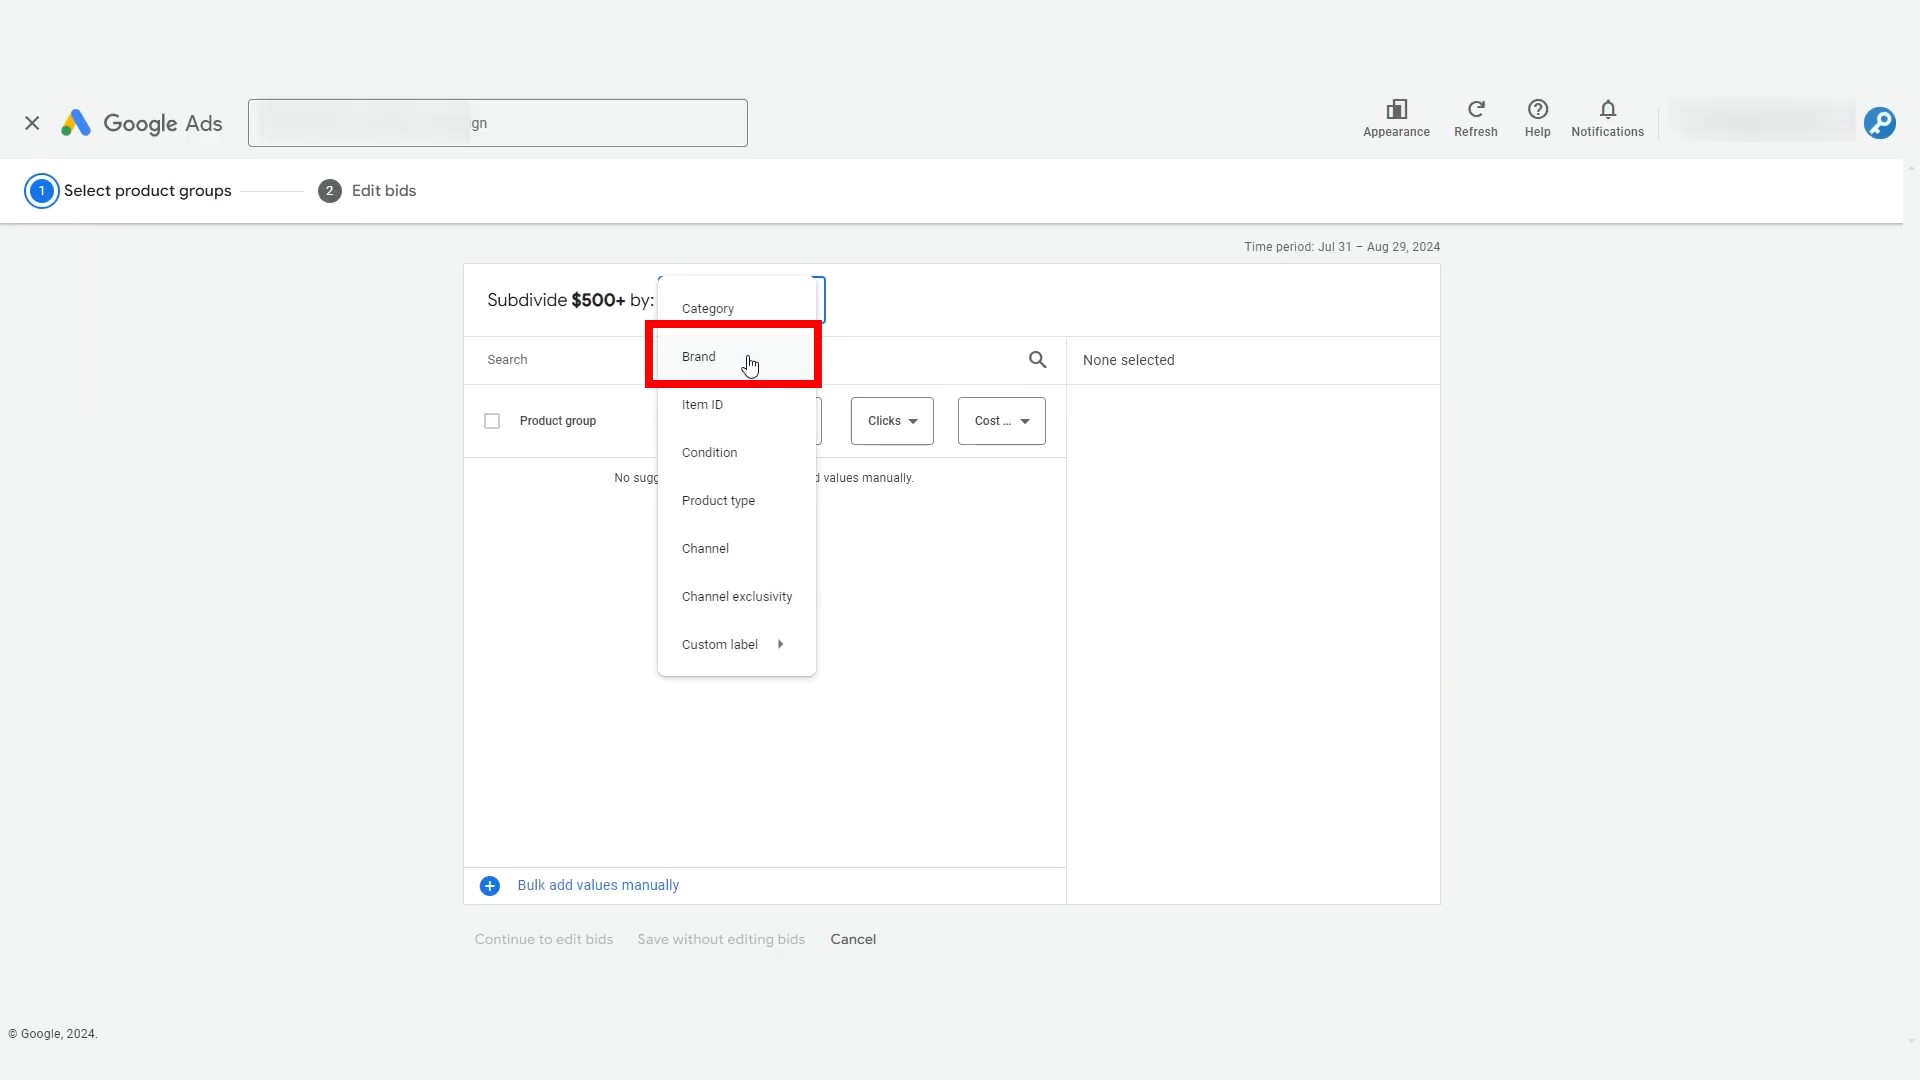 Google Ads
gn
Appearance
Refresh
Help
Notifications
1 Select product groups
2 Edit bids
Time period: Jul 31 – Aug 29, 2024
Subdivide $500+ by:
Category
Brand
Item ID
Condition
Product type
Channel
Channel exclusivity
Custom label
Search
None selected
Product group
Clicks
Cost ...
No sugg
d values manually.
Bulk add values manually
Continue to edit bids
Save without editing bids
Cancel
© Google, 2024.